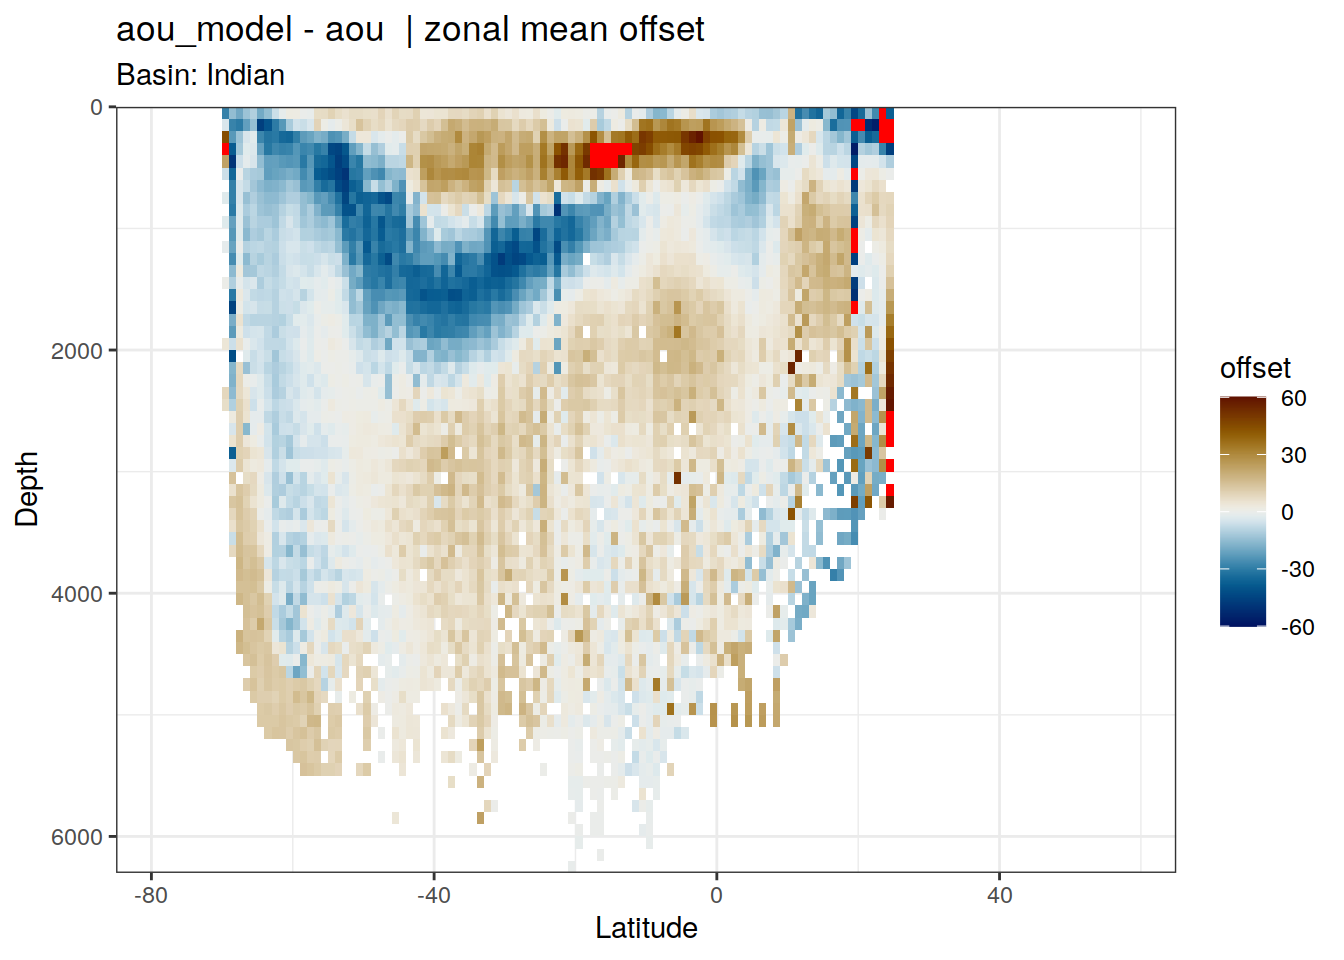 aou_model - aou | zonal mean offset
Basin: Indian
0
2000
4000
6000
Depth
-80
-40
0
40
Latitude
offset
60
30
0
-30
-60